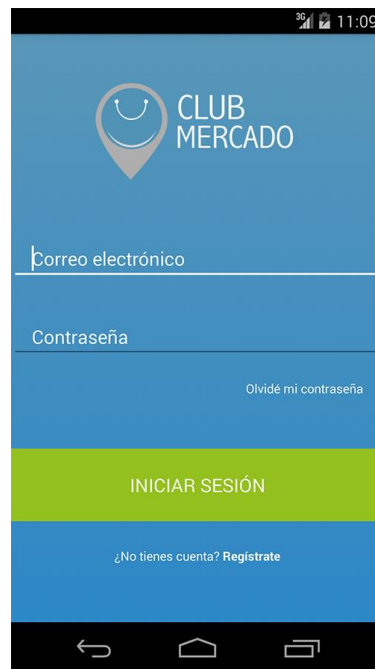 3G 11:09
CLUB
MERCADO
Correo electrónico
Contraseña
Olvidé mi contraseña
INICIAR SESIÓN
¿No tienes cuenta? Regístrate